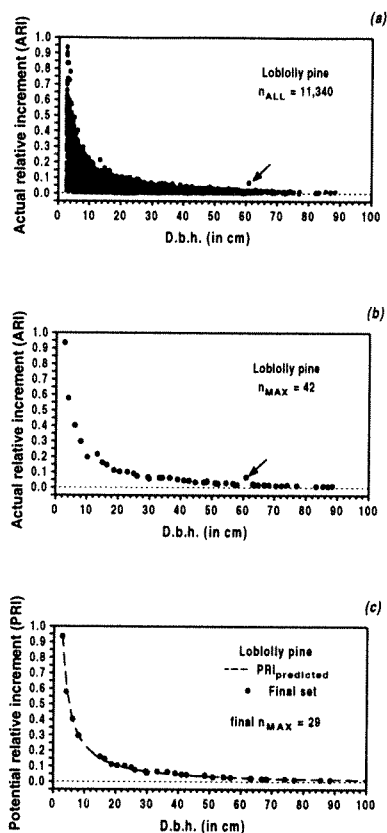 (a)
Actual relative increment (ARI)
1.0
0.9
0.8
0.7
0.6
0.5
0.4
0.3
0.2
0.1
0.0
Loblolly pine
nALL = 11,340
0 10 20 30 40 50 60 70 80 90 100
D.b.h. (in cm)
(b)
Actual relative increment (ARI)
1.0
0.9
0.8
0.7
0.6
0.5
0.4
0.3
0.2
0.1
0.0
Loblolly pine
nMAX = 42
0 10 20 30 40 50 60 70 80 90 100
D.b.h. (in cm)
(c)
Potential relative increment (PRI)
1.0
0.9
0.8
0.7
0.6
0.5
0.4
0.3
0.2
0.1
0.0
Loblolly pine
PRIpredicted
Final set
final nMAX = 29
0 10 20 30 40 50 60 70 80 90 100
D.b.h. (in cm)